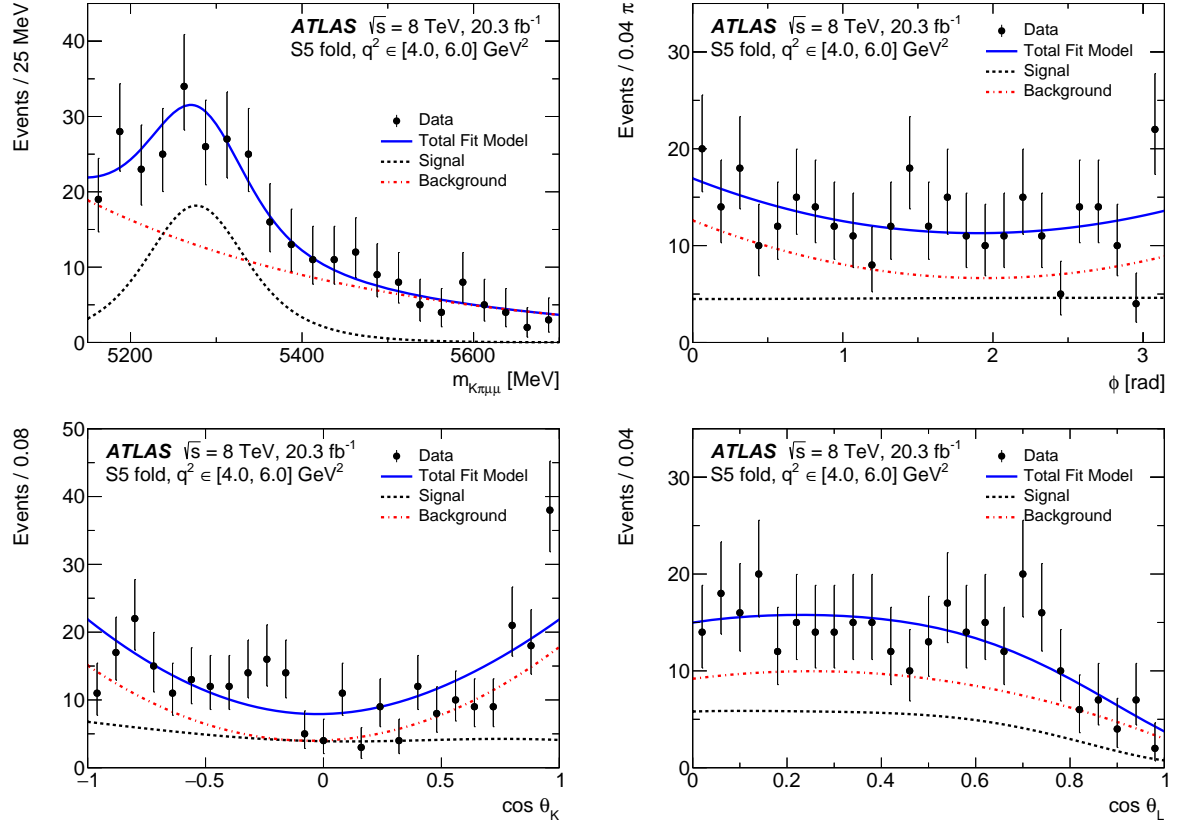 ATLAS √s = 8 TeV, 20.3 fb⁻¹
S5 fold, q² ∈ [4.0, 6.0] GeV²
Data
Total Fit Model
Signal
Background
Events / 25 MeV
40
30
20
10
0
5200 5400 5600
m_Kπμμ [MeV]
ATLAS √s = 8 TeV, 20.3 fb⁻¹
S5 fold, q² ∈ [4.0, 6.0] GeV²
Data
Total Fit Model
Signal
Background
Events / 0.04 π
30
20
10
0
0 1 2 3
ϕ [rad]
ATLAS √s = 8 TeV, 20.3 fb⁻¹
S5 fold, q² ∈ [4.0, 6.0] GeV²
Data
Total Fit Model
Signal
Background
Events / 0.08
50
40
30
20
10
0
−1 −0.5 0 0.5 1
cos θ_K
ATLAS √s = 8 TeV, 20.3 fb⁻¹
S5 fold, q² ∈ [4.0, 6.0] GeV²
Data
Total Fit Model
Signal
Background
Events / 0.04
30
20
10
0
0 0.2 0.4 0.6 0.8 1
cos θ_L